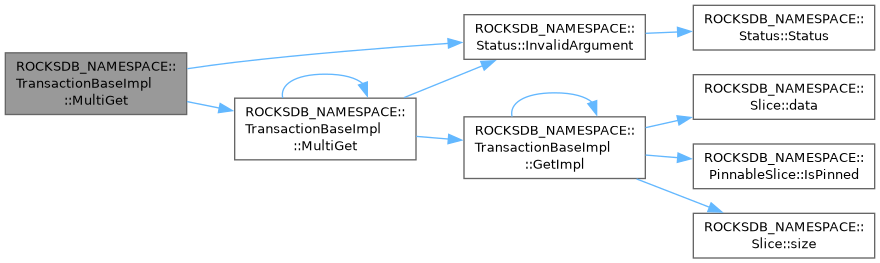 ROCKSDB_NAMESPACE::
TransactionBaseImpl
::MultiGet
ROCKSDB_NAMESPACE::
TransactionBaseImpl
::MultiGet
ROCKSDB_NAMESPACE::
Status::InvalidArgument
ROCKSDB_NAMESPACE::
TransactionBaseImpl
::GetImpl
ROCKSDB_NAMESPACE::
Status::Status
ROCKSDB_NAMESPACE::
Slice::data
ROCKSDB_NAMESPACE::
PinnableSlice::IsPinned
ROCKSDB_NAMESPACE::
Slice::size